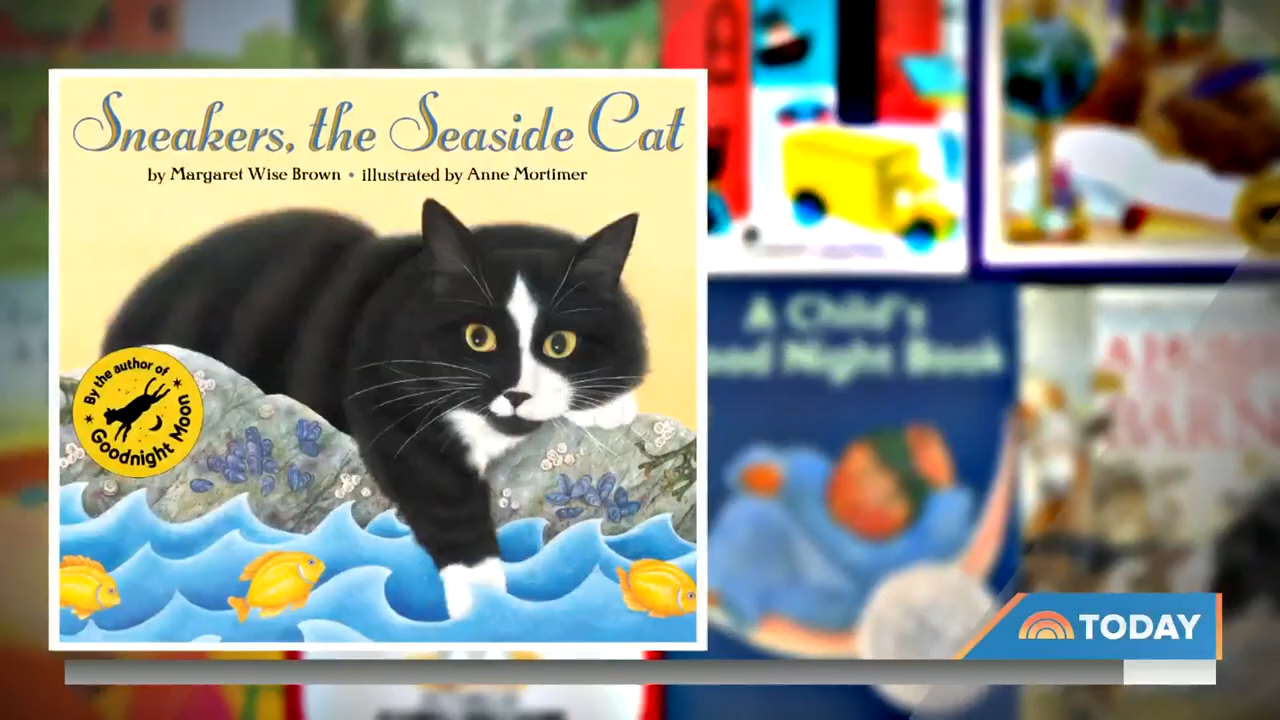 Sneakers, the Seaside Cat
by Margaret Wise Brown • illustrated by Anne Mortimer
By the author of
Goodnight Moon
A Child's
Night Book
TODAY